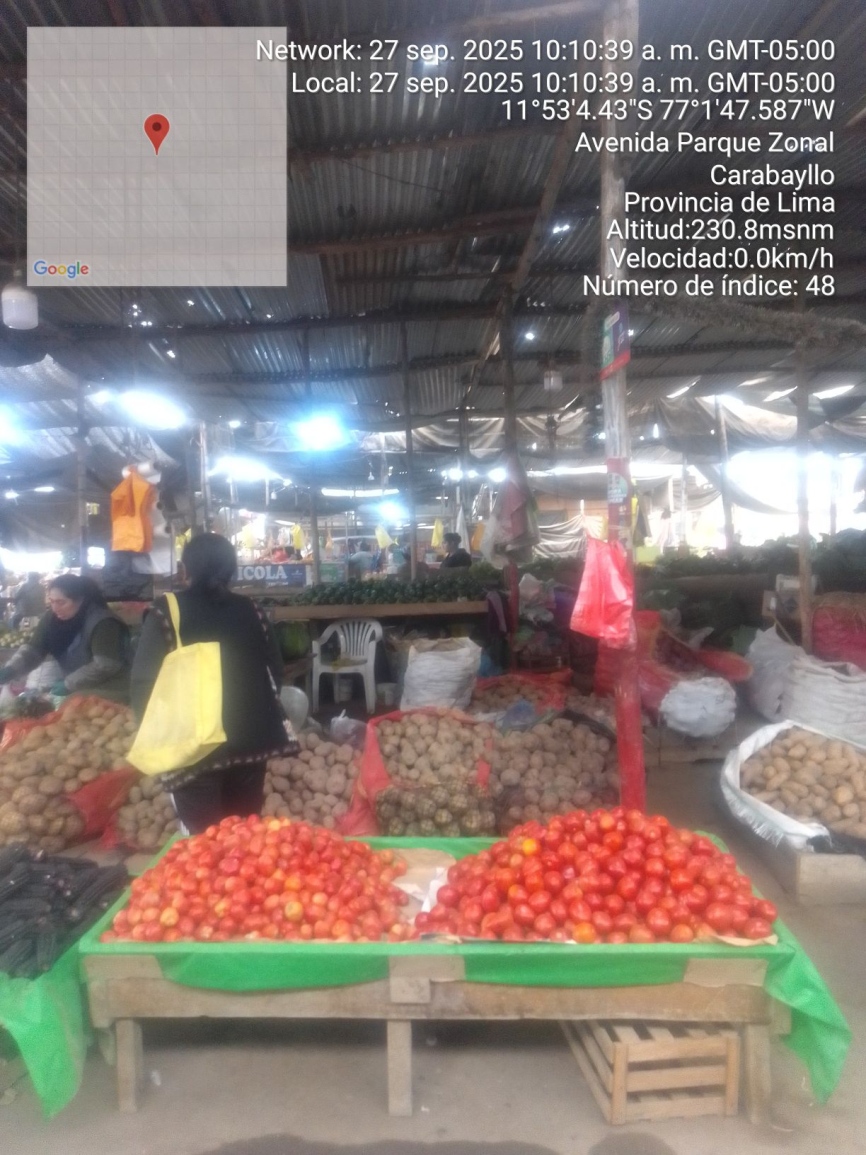 Network: 27 sep. 2025 10:10:39 a. m. GMT-05:00
Local: 27 sep. 2025 10:10:39 a. m. GMT-05:00
11°53'4.43"S 77°1'47.587"W
Avenida Parque Zonal
Carabayllo
Provincia de Lima
Altitud:230.8msnm
Velocidad:0.0km/h
Número de índice: 48
Google
ICOLA